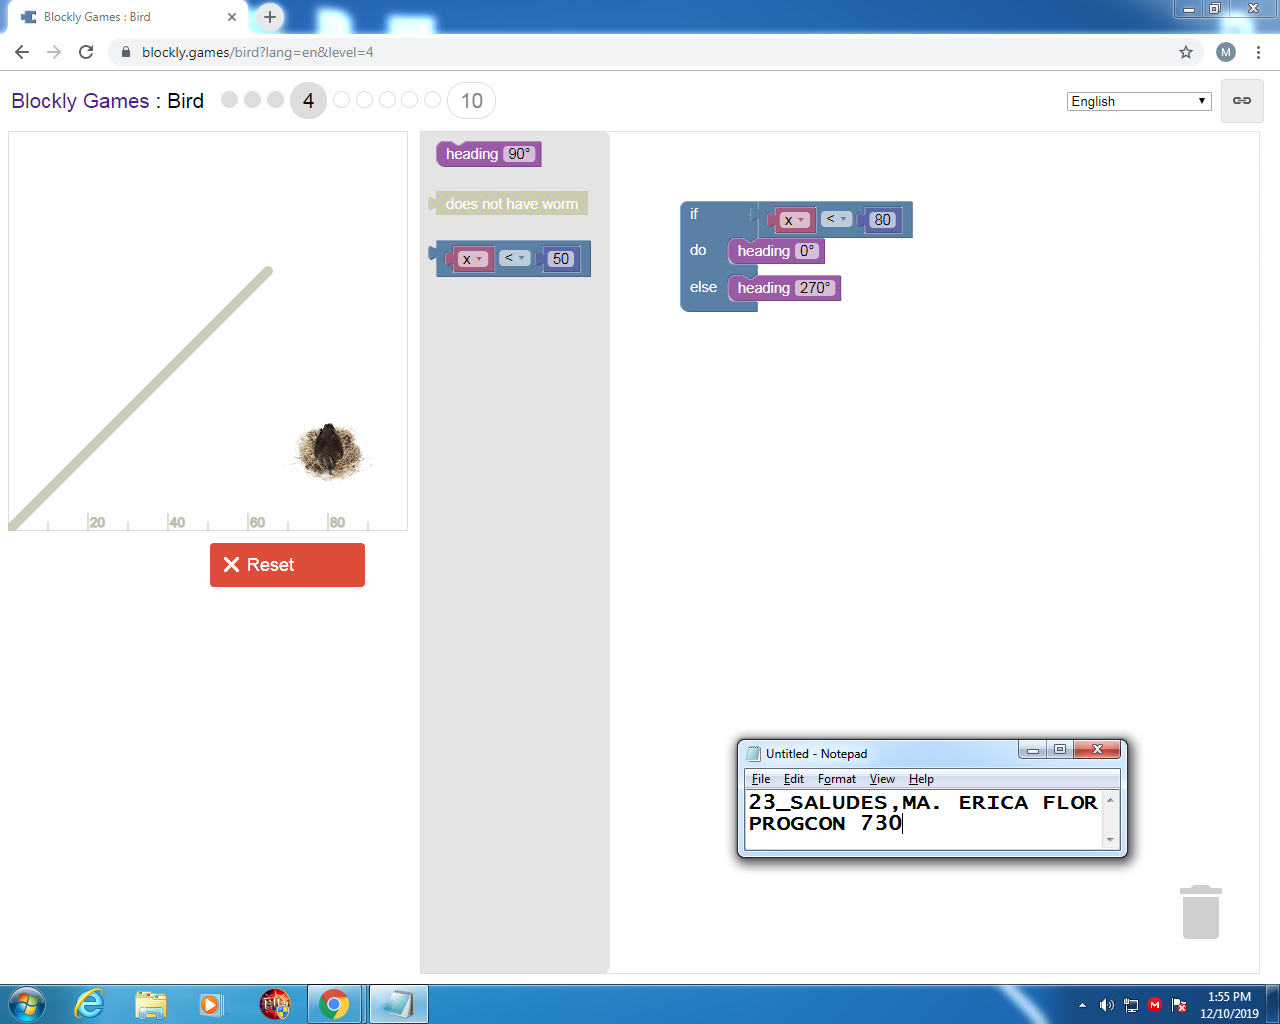 Blockly Games : Bird
blockly.games/bird?lang=en&level=4
M
Blockly Games : Bird 4 10
English
heading 90°
does not have worm
x < 50
if x < 80
do heading 0°
else heading 270°
20 40 60 80
Reset
Untitled - Notepad
File Edit Format View Help
23_SALUDES,MA. ERICA FLOR
PROGCON 730
1:55 PM
12/10/2019